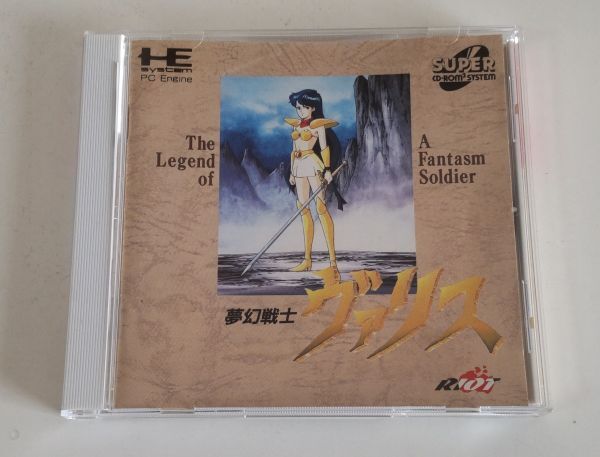 HE
system
PC Engine
SUPER
CD-ROM² SYSTEM
The
Legend
of
A
Fantasm
Soldier
夢幻戦士
ヴァリス
RIOT